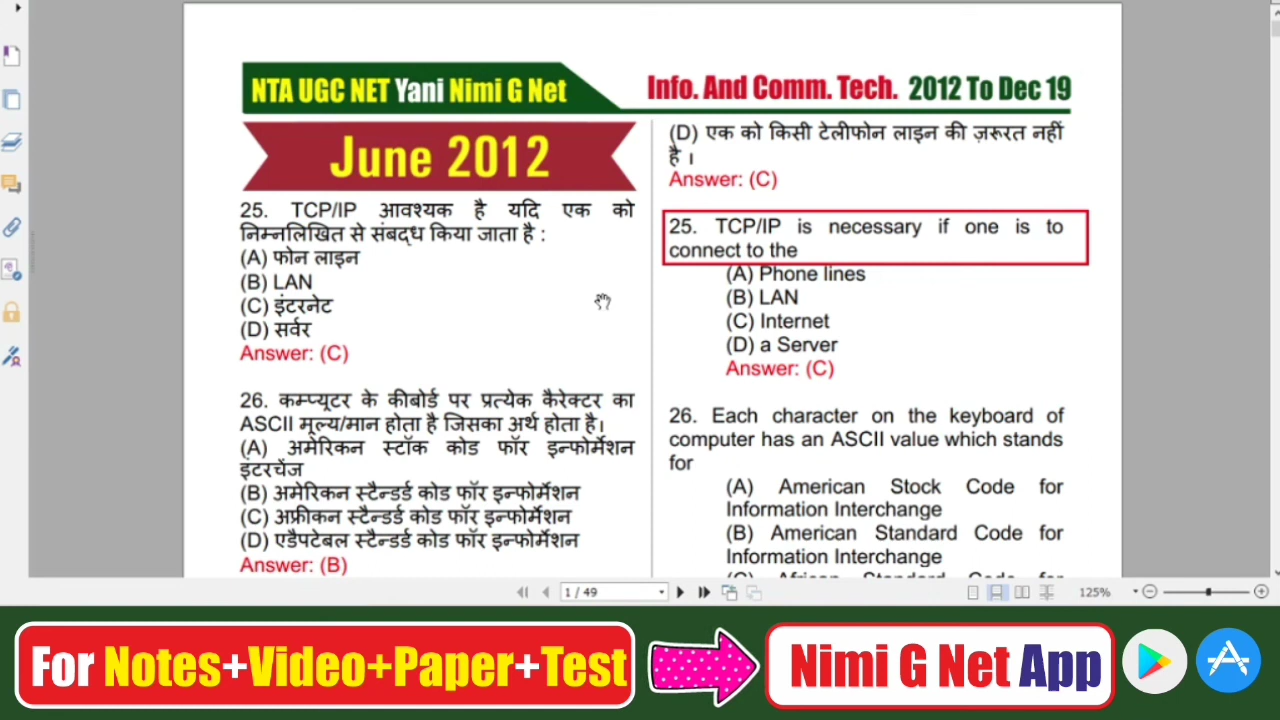 NTA UGC NET Yani Nimi G Net
Info. And Comm. Tech. 2012 To Dec 19
June 2012
25. TCP/IP आवश्यक है यदि एक को
निम्नलिखित से संबद्ध किया जाता है :
(A) फोन लाइन
(B) LAN
(C) इंटरनेट
(D) सर्वर
Answer: (C)
26. कम्प्यूटर के कीबोर्ड पर प्रत्येक कैरेक्टर का
ASCII मूल्य/मान होता है जिसका अर्थ होता है।
(A) अमेरिकन स्टॉक कोड फॉर इन्फोर्मेशन
इंटरचेंज
(B) अमेरिकन स्टैन्डर्ड कोड फॉर इन्फोर्मेशन
(C) अफ्रीकन स्टैन्डर्ड कोड फॉर इन्फोर्मेशन
(D) एडैपटेबल स्टैन्डर्ड कोड फॉर इन्फोर्मेशन
Answer: (B)
(D) एक को किसी टेलीफोन लाइन की ज़रूरत नहीं
है ।
Answer: (C)
25. TCP/IP is necessary if one is to
connect to the
(A) Phone lines
(B) LAN
(C) Internet
(D) a Server
Answer: (C)
26. Each character on the keyboard of
computer has an ASCII value which stands
for
(A) American Stock Code for
Information Interchange
(B) American Standard Code for
Information Interchange
(C) African Standard Code for
1 / 49
125%
For Notes+Video+Paper+Test
Nimi G Net App